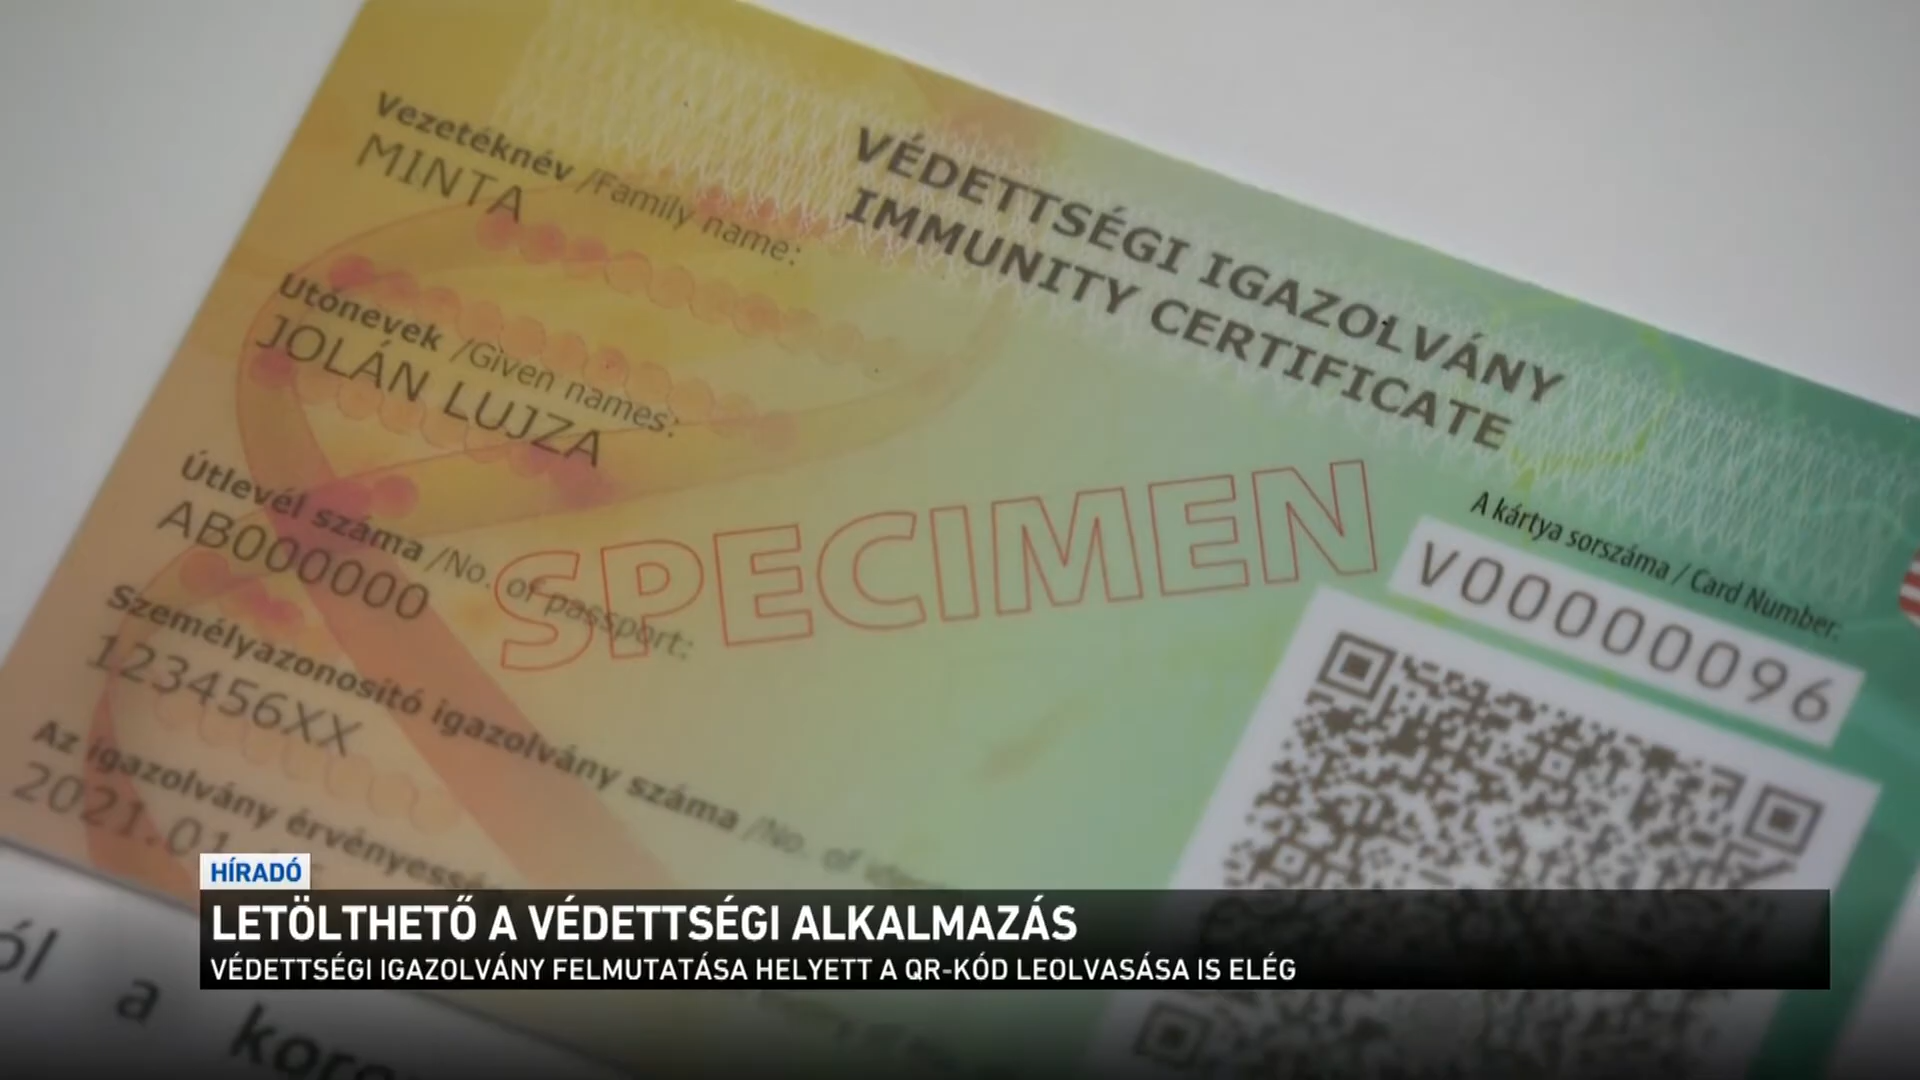 VÉDETTSÉGI IGAZOLVÁNY
IMMUNITY CERTIFICATE
Vezetéknév /Family name:
MINTA
Utónevek /Given names:
JOLÁN LUJZA
Útlevél száma /No. of passport:
AB000000
Személyazonosító igazolvány száma /No. of
123456XX
Az igazolvány
2021.01
SPECIMEN
A kártya sorszáma / Card Number:
V0000096
a
HÍRADÓ
LETÖLTHETŐ A VÉDETTSÉGI ALKALMAZÁS
VÉDETTSÉGI IGAZOLVÁNY FELMUTATÁSA HELYETT A QR-KÓD LEOLVASÁSA IS ELÉG